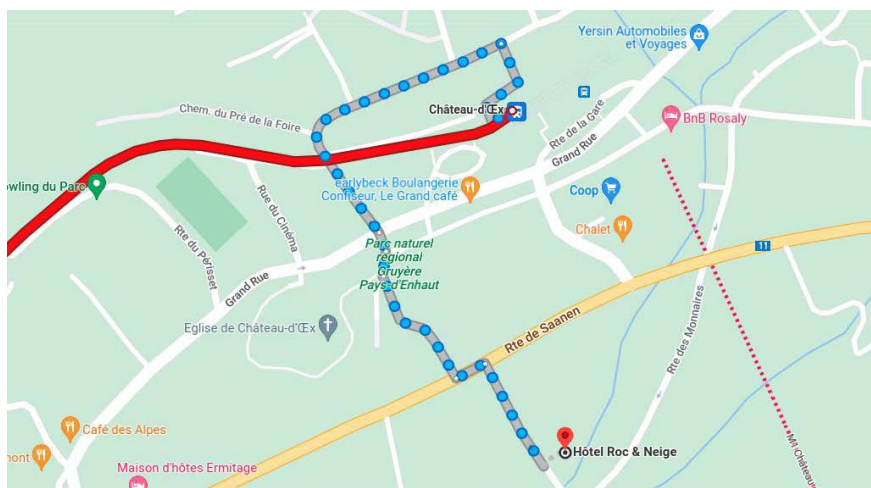 Yersin Automobiles
et Voyages
Château-d'Œx
Chem. du Pré de la Foire
Rte de la Gare
BnB Rosaly
Grand Rue
owling du Parc
earlybeck Boulangerie
Confiseur, Le Grand café
Coop
Rue du Cinéma
Chalet
Rte du Périsset
Parc naturel
régional
Gruyère
Pays-d'Enhaut
11
Grand Rue
Eglise de Château-d'Œx
Rte de Saanen
Rte des Monnaires
Café des Alpes
Hôtel Roc & Neige
mont
Maison d'hôtes Ermitage